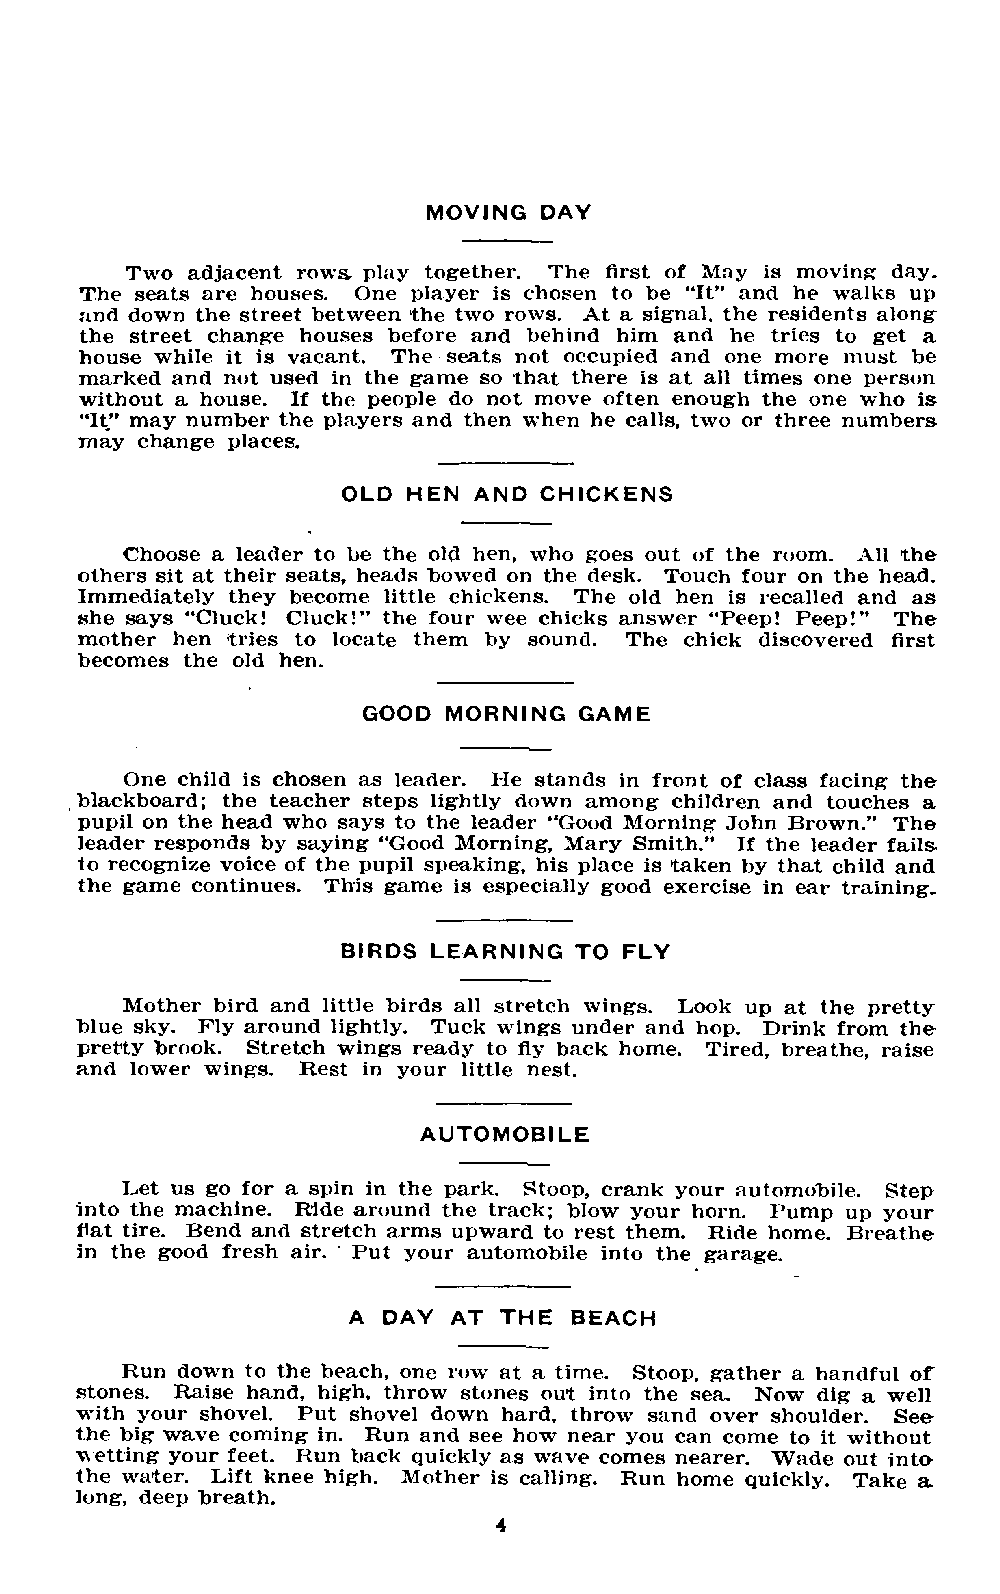 MOVING DAY
Two adjacent rows play together. The first of May is moving day.
The seats are houses. One player is chosen to be "It" and he walks up
and down the street between the two rows. At a signal, the residents along
the street change houses before and behind him and he tries to get a
house while it is vacant. The seats not occupied and one more must be
marked and not used in the game so that there is at all times one person
without a house. If the people do not move often enough the one who is
"It" may number the players and then when he calls, two or three numbers
may change places.
OLD HEN AND CHICKENS
Choose a leader to be the old hen, who goes out of the room. All the
others sit at their seats, heads bowed on the desk. Touch four on the head.
Immediately they become little chickens. The old hen is recalled and as
she says "Cluck! Cluck!" the four wee chicks answer "Peep! Peep!" The
mother hen tries to locate them by sound. The chick discovered first
becomes the old hen.
GOOD MORNING GAME
One child is chosen as leader. He stands in front of class facing the
blackboard; the teacher steps lightly down among children and touches a
pupil on the head who says to the leader "Good Morning John Brown." The
leader responds by saying "Good Morning, Mary Smith." If the leader fails
to recognize voice of the pupil speaking, his place is taken by that child and
the game continues. This game is especially good exercise in ear training.
BIRDS LEARNING TO FLY
Mother bird and little birds all stretch wings. Look up at the pretty
blue sky. Fly around lightly. Tuck wings under and hop. Drink from the
pretty brook. Stretch wings ready to fly back home. Tired, breathe, raise
and lower wings. Rest in your little nest.
AUTOMOBILE
Let us go for a spin in the park. Stoop, crank your automobile. Step
into the machine. Ride around the track; blow your horn. Pump up your
flat tire. Bend and stretch arms upward to rest them. Ride home. Breathe
in the good fresh air. Put your automobile into the garage.
A DAY AT THE BEACH
Run down to the beach, one row at a time. Stoop, gather a handful of
stones. Raise hand, high, throw stones out into the sea. Now dig a well
with your shovel. Put shovel down hard, throw sand over shoulder. See
the big wave coming in. Run and see how near you can come to it without
wetting your feet. Run back quickly as wave comes nearer. Wade out into
the water. Lift knee high. Mother is calling. Run home quickly. Take a
long, deep breath.
4